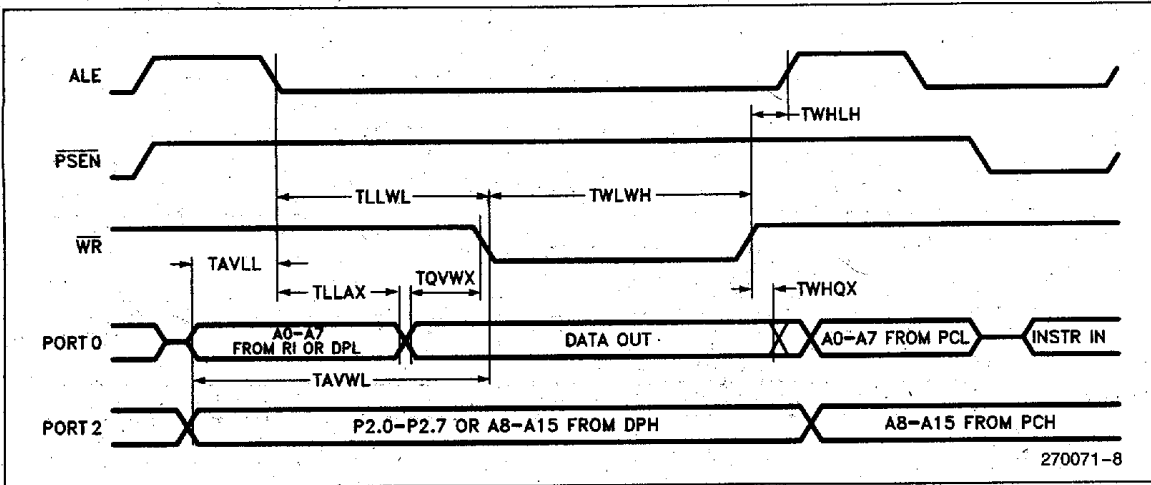 ALE
TWHLH
PSEN
TLLWL
TWLWH
WR
TAVLL
TLLAX
TQVWX
TWHQX
PORT 0
A0-A7
FROM RI OR DPL
DATA OUT
A0-A7 FROM PCL
INSTR IN
TAVWL
PORT 2
P2.0-P2.7 OR A8-A15 FROM DPH
A8-A15 FROM PCH
270071-8